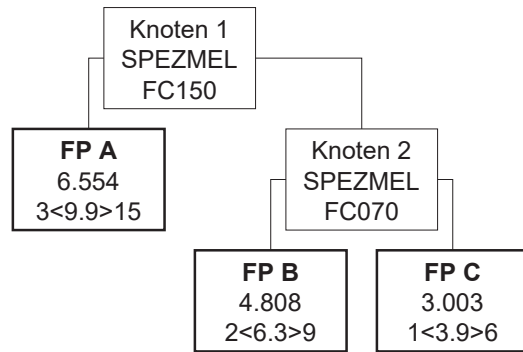 Knoten 1
SPEZMEL
FC150
FP A
6.554
3<9.9>15
Knoten 2
SPEZMEL
FC070
FP B
4.808
2<6.3>9
FP C
3.003
1<3.9>6